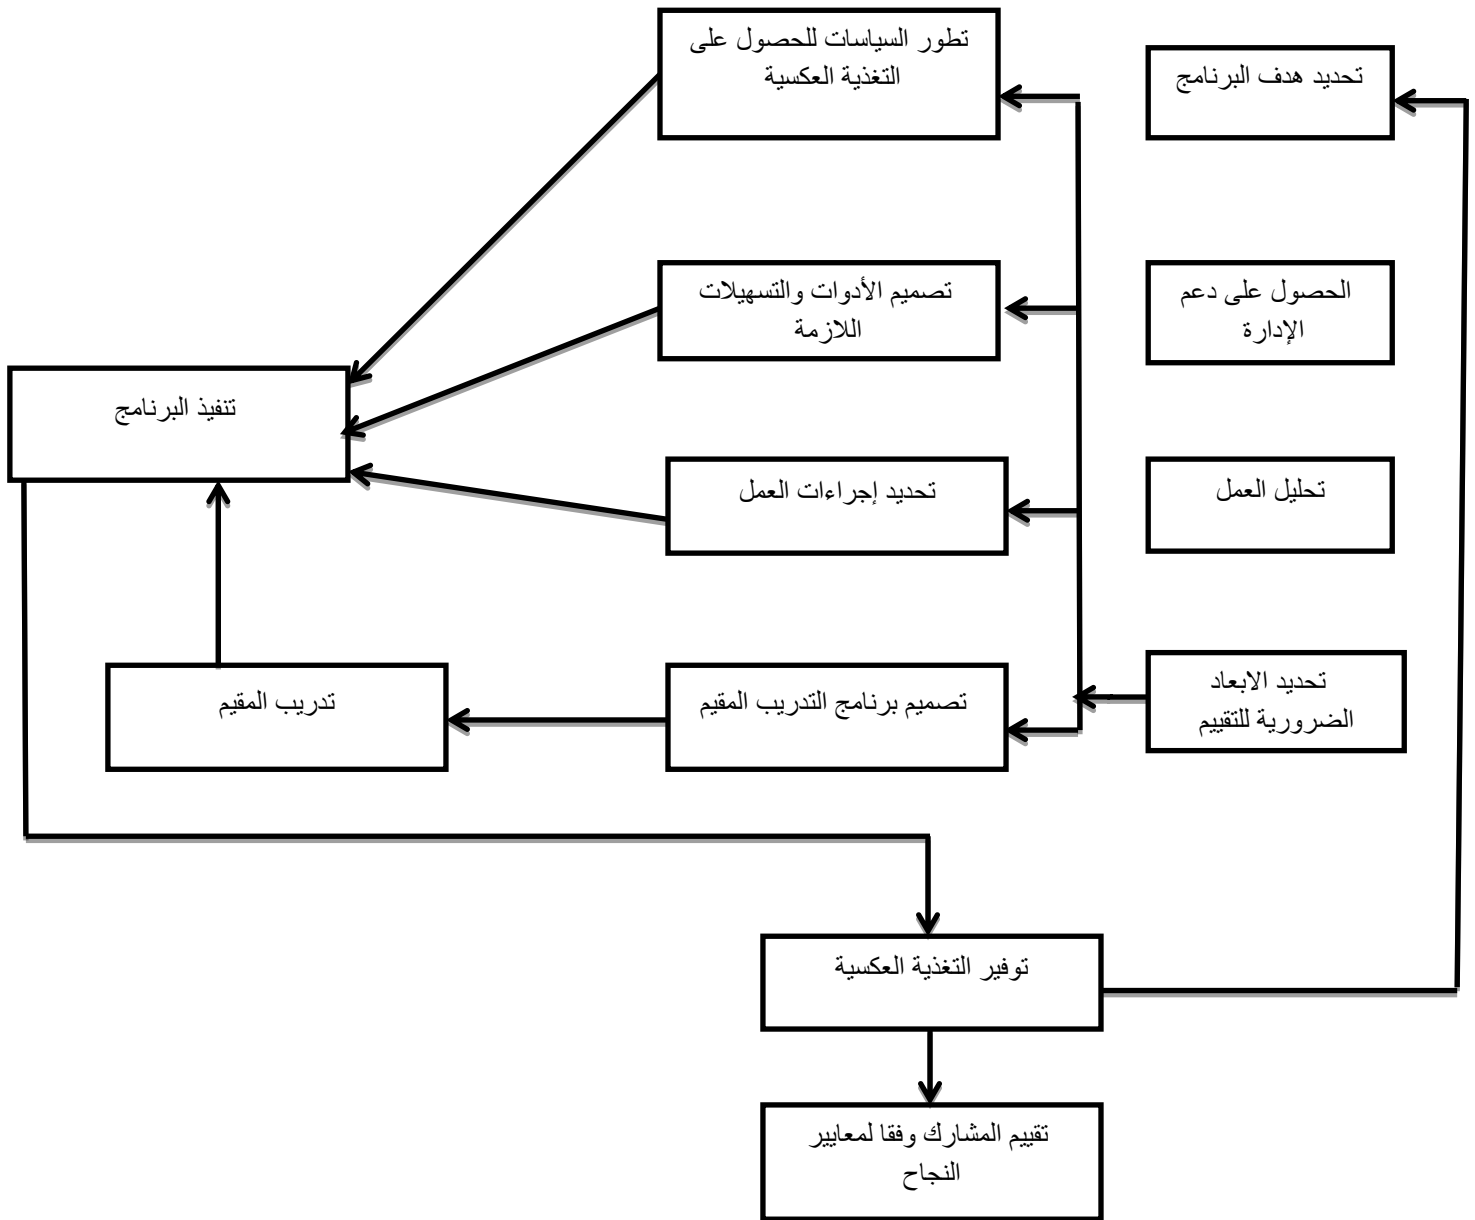 تحديد هدف البرنامج
الحصول على دعم
الإدارة
تحليل العمل
تحديد الابعاد
الضرورية للتقييم
تطور السياسات للحصول على
التغذية العكسية
تصميم الأدوات والتسهيلات
اللازمة
تحديد إجراءات العمل
تصميم برنامج التدريب المقيم
تدريب المقيم
تنفيذ البرنامج
توفير التغذية العكسية
تقييم المشارك وفقا لمعايير
النجاح